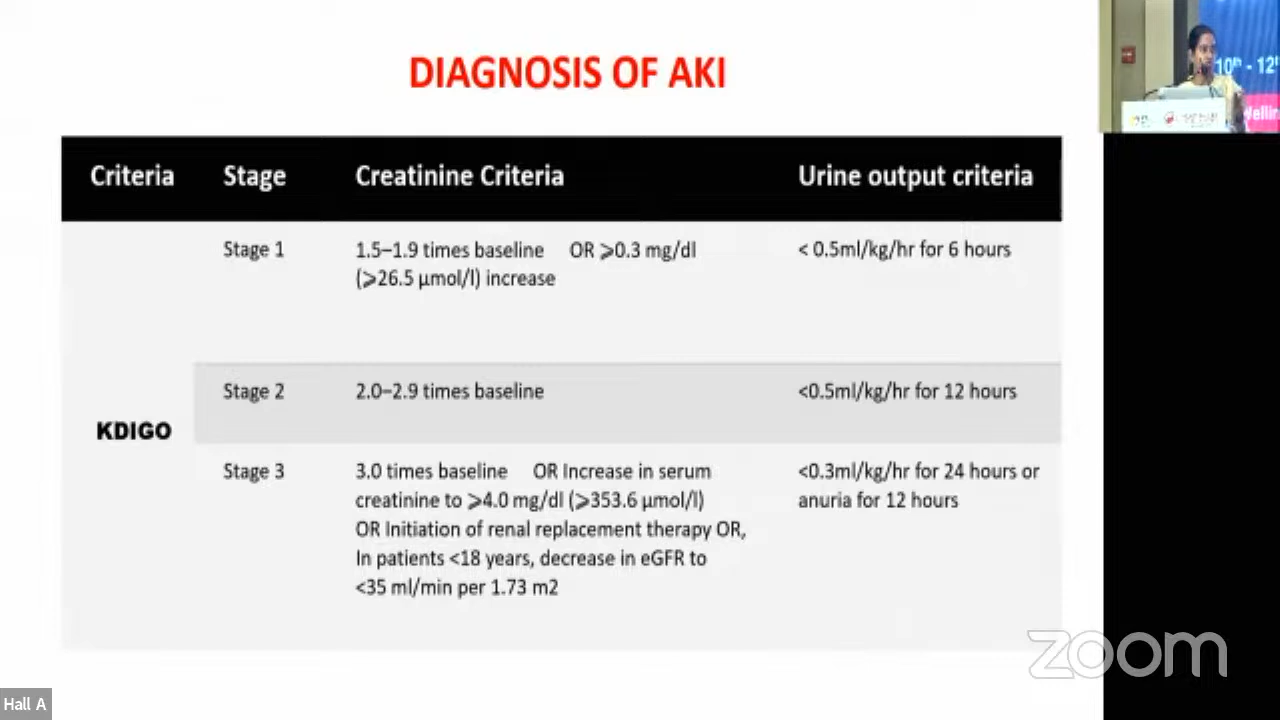 DIAGNOSIS OF AKI
Criteria Stage Creatinine Criteria Urine output criteria
Stage 1 1.5–1.9 times baseline OR ⩾0.3 mg/dl < 0.5ml/kg/hr for 6 hours
(⩾26.5 μmol/l) increase
Stage 2 2.0–2.9 times baseline <0.5ml/kg/hr for 12 hours
KDIGO
Stage 3 3.0 times baseline OR Increase in serum <0.3ml/kg/hr for 24 hours or
creatinine to ⩾4.0 mg/dl (⩾353.6 μmol/l) anuria for 12 hours
OR Initiation of renal replacement therapy OR,
In patients <18 years, decrease in eGFR to
<35 ml/min per 1.73 m2
10th - 12
zoom
Hall A